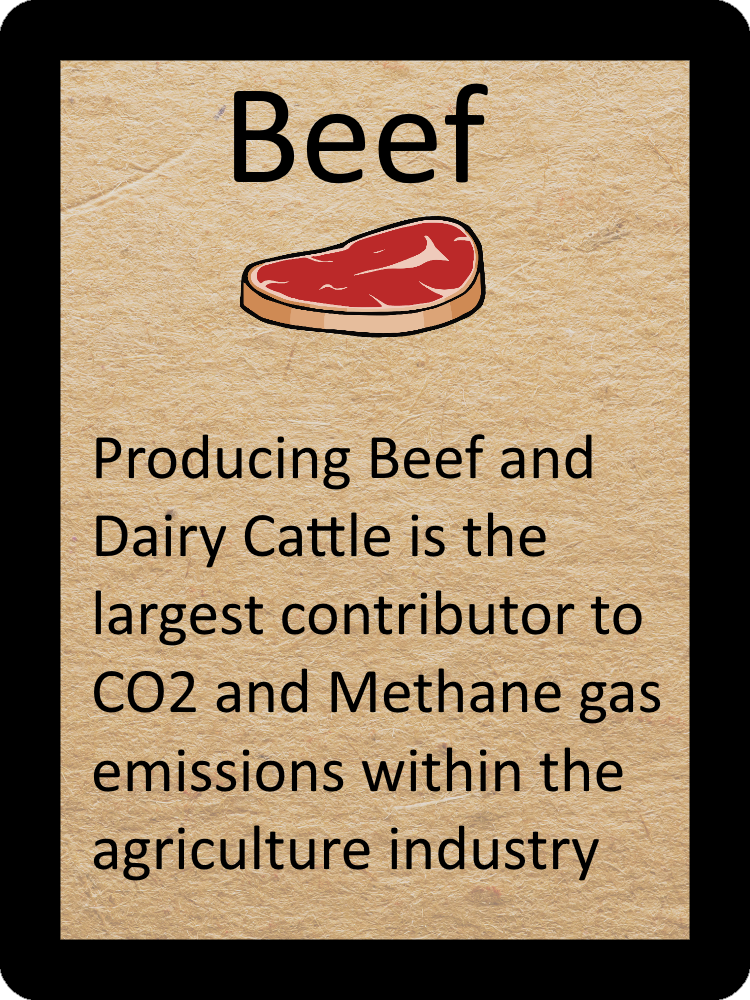 Beef
Producing Beef and
Dairy Cattle is the
largest contributor to
CO2 and Methane gas
emissions within the
agriculture industry